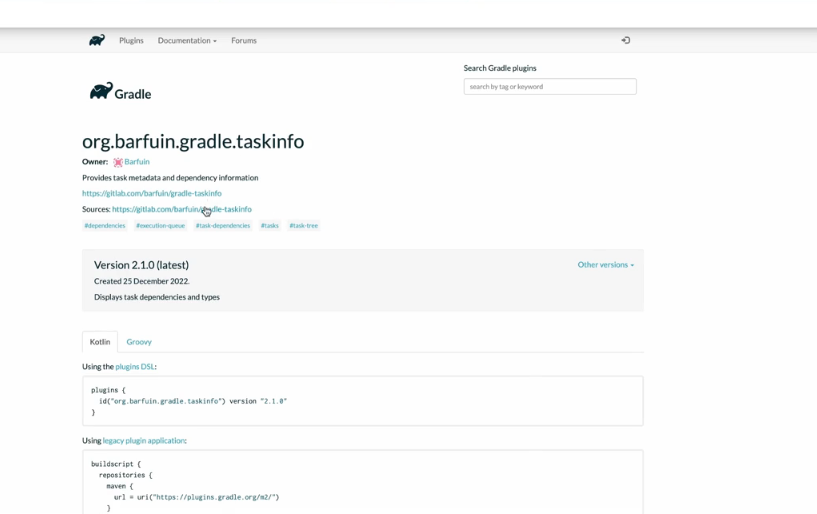 Plugins Documentation Forums
Search Gradle plugins
search by tag or keyword
Gradle
org.barfuin.gradle.taskinfo
Owner: Barfuin
Provides task metadata and dependency information
https://gitlab.com/barfuin/gradle-taskinfo
Sources: https://gitlab.com/barfuin/gradle-taskinfo
#dependencies #execution-queue #task-dependencies #tasks #task-tree
Version 2.1.0 (latest)
Other versions
Created 25 December 2022.
Displays task dependencies and types
Kotlin Groovy
Using the plugins DSL:
plugins {
id("org.barfuin.gradle.taskinfo") version "2.1.0"
}
Using legacy plugin application:
buildscript {
repositories {
maven {
url = uri("https://plugins.gradle.org/m2/")
}